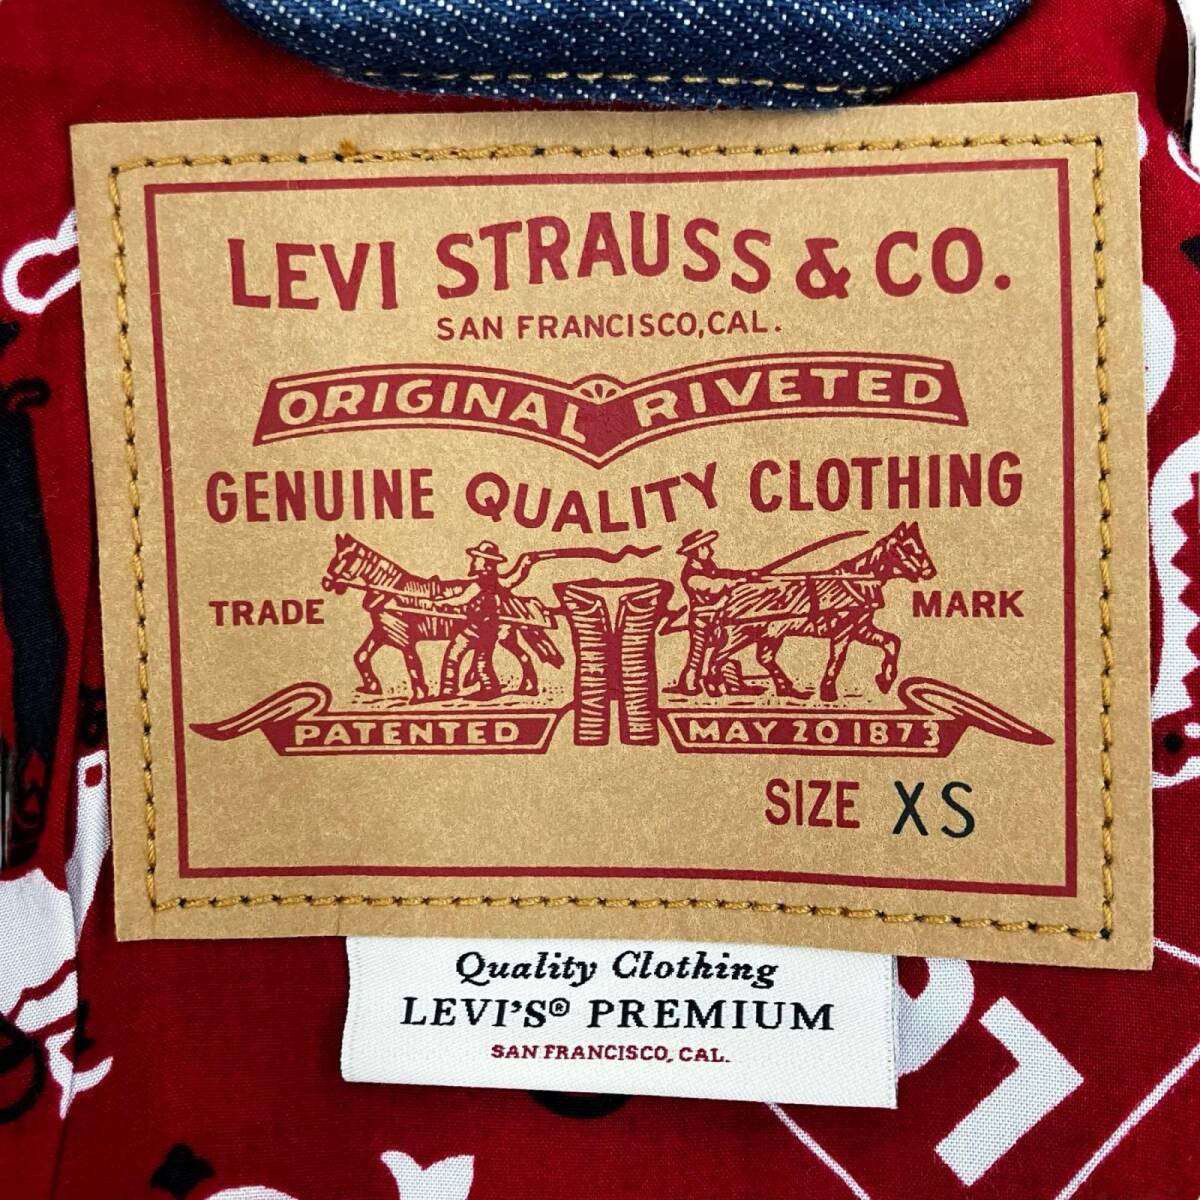 LEVI STRAUSS & CO.
SAN FRANCISCO, CAL.
ORIGINAL RIVETED
GENUINE QUALITY CLOTHING
TRADE MARK
PATENTED MAY 20 1873
SIZE XS
Quality Clothing
LEVI'S® PREMIUM
SAN FRANCISCO, CAL.